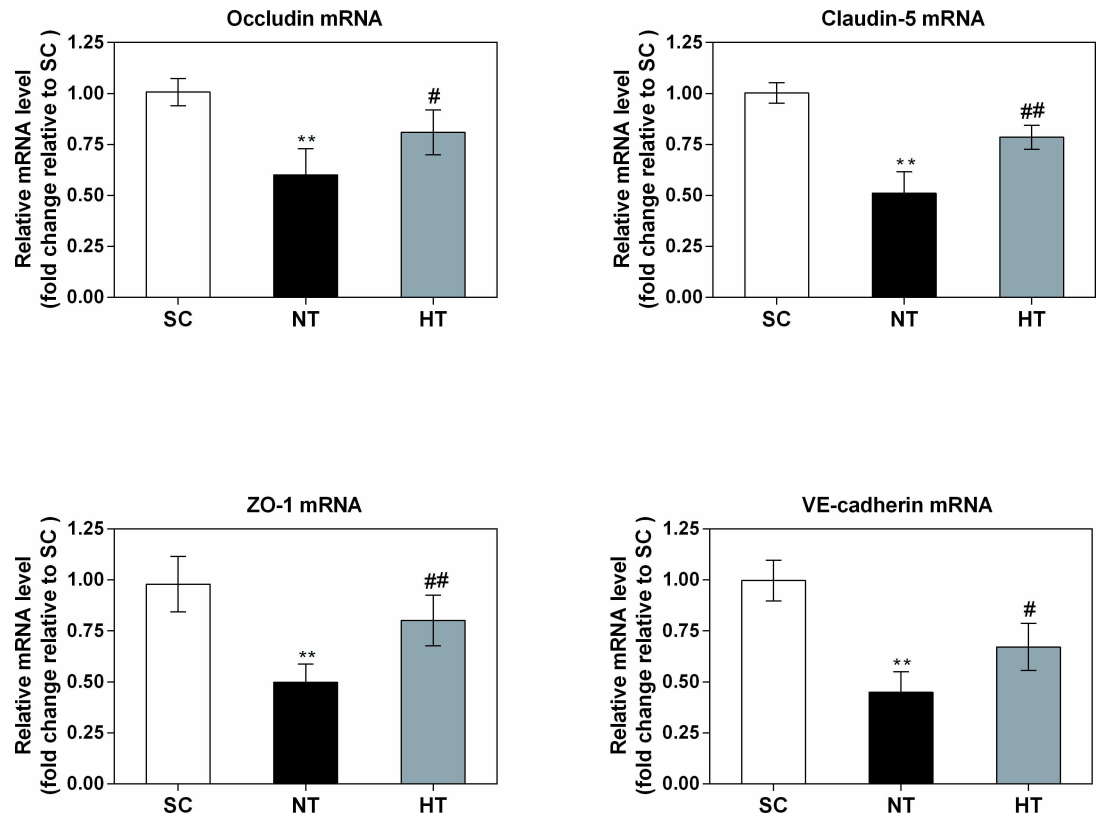 Occludin mRNA
Relative mRNA level
(fold change relative to SC )
1.25
1.00
0.75
0.50
0.25
0.00
**
#
SC NT HT
Claudin-5 mRNA
Relative mRNA level
(fold change relative to SC )
1.25
1.00
0.75
0.50
0.25
0.00
**
##
SC NT HT
ZO-1 mRNA
Relative mRNA level
(fold change relative to SC )
1.25
1.00
0.75
0.50
0.25
0.00
**
##
SC NT HT
VE-cadherin mRNA
Relative mRNA level
(fold change relative to SC )
1.25
1.00
0.75
0.50
0.25
0.00
**
#
SC NT HT